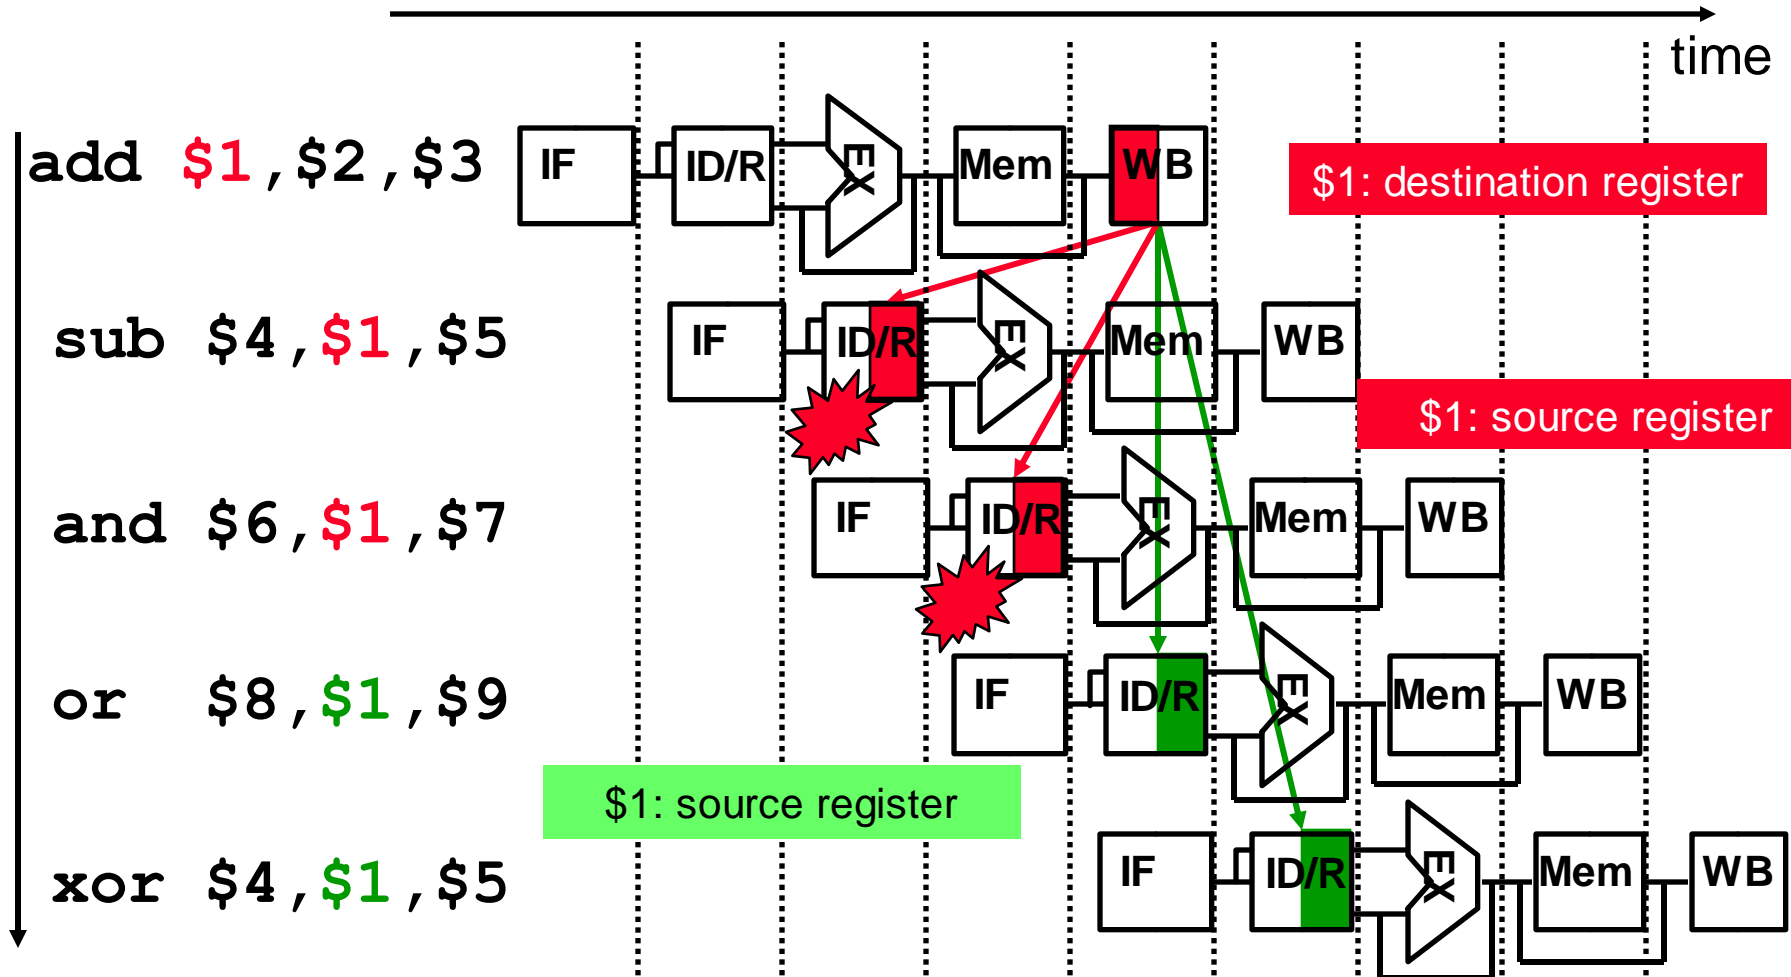 time
add $1,$2,$3
IF ID/R EX Mem WB
$1: destination register
sub $4,$1,$5
IF ID/R EX Mem WB
$1: source register
and $6,$1,$7
IF ID/R EX Mem WB
or $8,$1,$9
IF ID/R EX Mem WB
$1: source register
xor $4,$1,$5
IF ID/R EX Mem WB